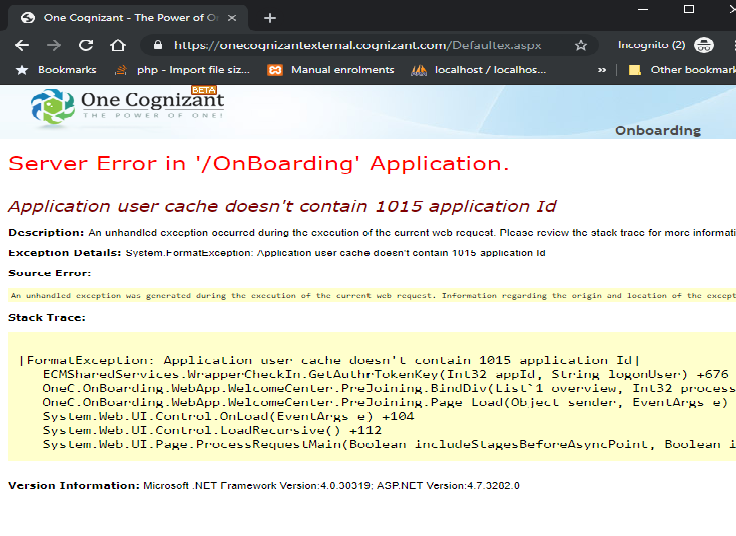 One Cognizant - The Power of O
https://onecognizantexternal.cognizant.com/Defaultex.aspx
Incognito (2)
Bookmarks
php - Import file siz...
Manual enrolments
localhost / localhos...
»
Other bookmark
BETA
One Cognizant
THE POWER OF ONE!
Onboarding
Server Error in '/OnBoarding' Application.
Application user cache doesn't contain 1015 application Id
Description: An unhandled exception occurred during the execution of the current web request. Please review the stack trace for more informati
Exception Details: System.FormatException: Application user cache doesn't contain 1015 application Id
Source Error:
An unhandled exception was generated during the execution of the current web request. Information regarding the origin and location of the except
Stack Trace:
|FormatException: Application user cache doesn't contain 1015 application Id|
ECMSharedServices.WrapperCheckIn.GetAuthrTokenKey(Int32 appId, String logonUser) +676
OneC.OnBoarding.WebApp.WelcomeCenter.PreJoining.BindDiv(List`1 overview, Int32 process
OneC.OnBoarding.WebApp.WelcomeCenter.PreJoining.Page_Load(Object sender, EventArgs e)
System.Web.UI.Control.OnLoad(EventArgs e) +104
System.Web.UI.Control.LoadRecursive() +112
System.Web.UI.Page.ProcessRequestMain(Boolean includeStagesBeforeAsyncPoint, Boolean i
Version Information: Microsoft .NET Framework Version:4.0.30319; ASP.NET Version:4.7.3282.0